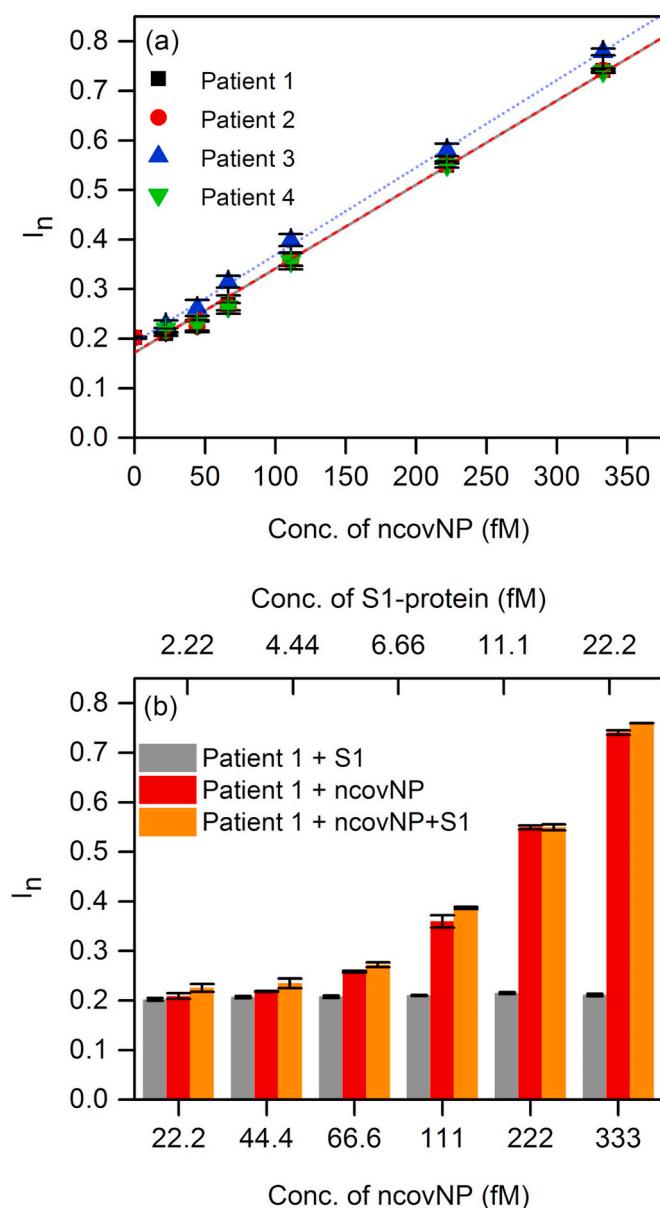 (a)
Patient 1
Patient 2
Patient 3
Patient 4
0.8
0.7
0.6
0.5
0.4
0.3
0.2
0.1
0.0
In
0 50 100 150 200 250 300 350
Conc. of ncovNP (fM)
Conc. of S1-protein (fM)
2.22 4.44 6.66 11.1 22.2
(b)
Patient 1 + S1
Patient 1 + ncovNP
Patient 1 + ncovNP+S1
0.8
0.7
0.6
0.5
0.4
0.3
0.2
0.1
0.0
In
22.2 44.4 66.6 111 222 333
Conc. of ncovNP (fM)